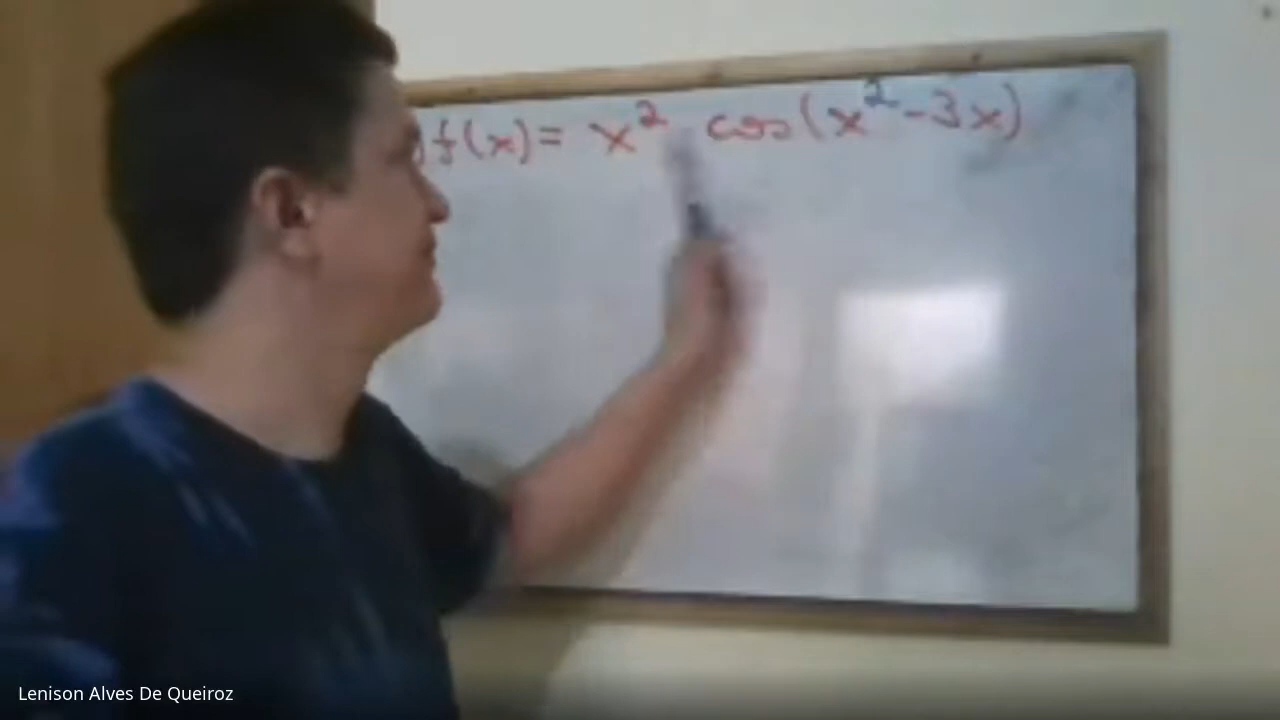 ) f(x) = x² cos(x² - 3x)
Lenison Alves De Queiroz